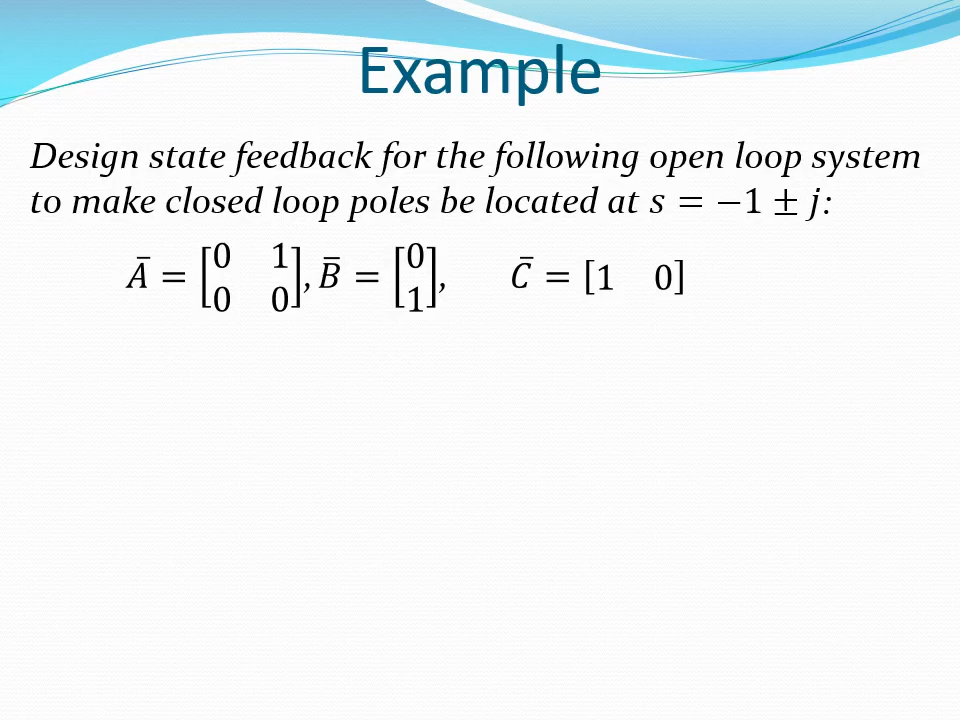 Example
Design state feedback for the following open loop system
to make closed loop poles be located at s = −1 ± j:
Ā = [0 1; 0 0], B̄ = [0; 1], C̄ = [1 0]